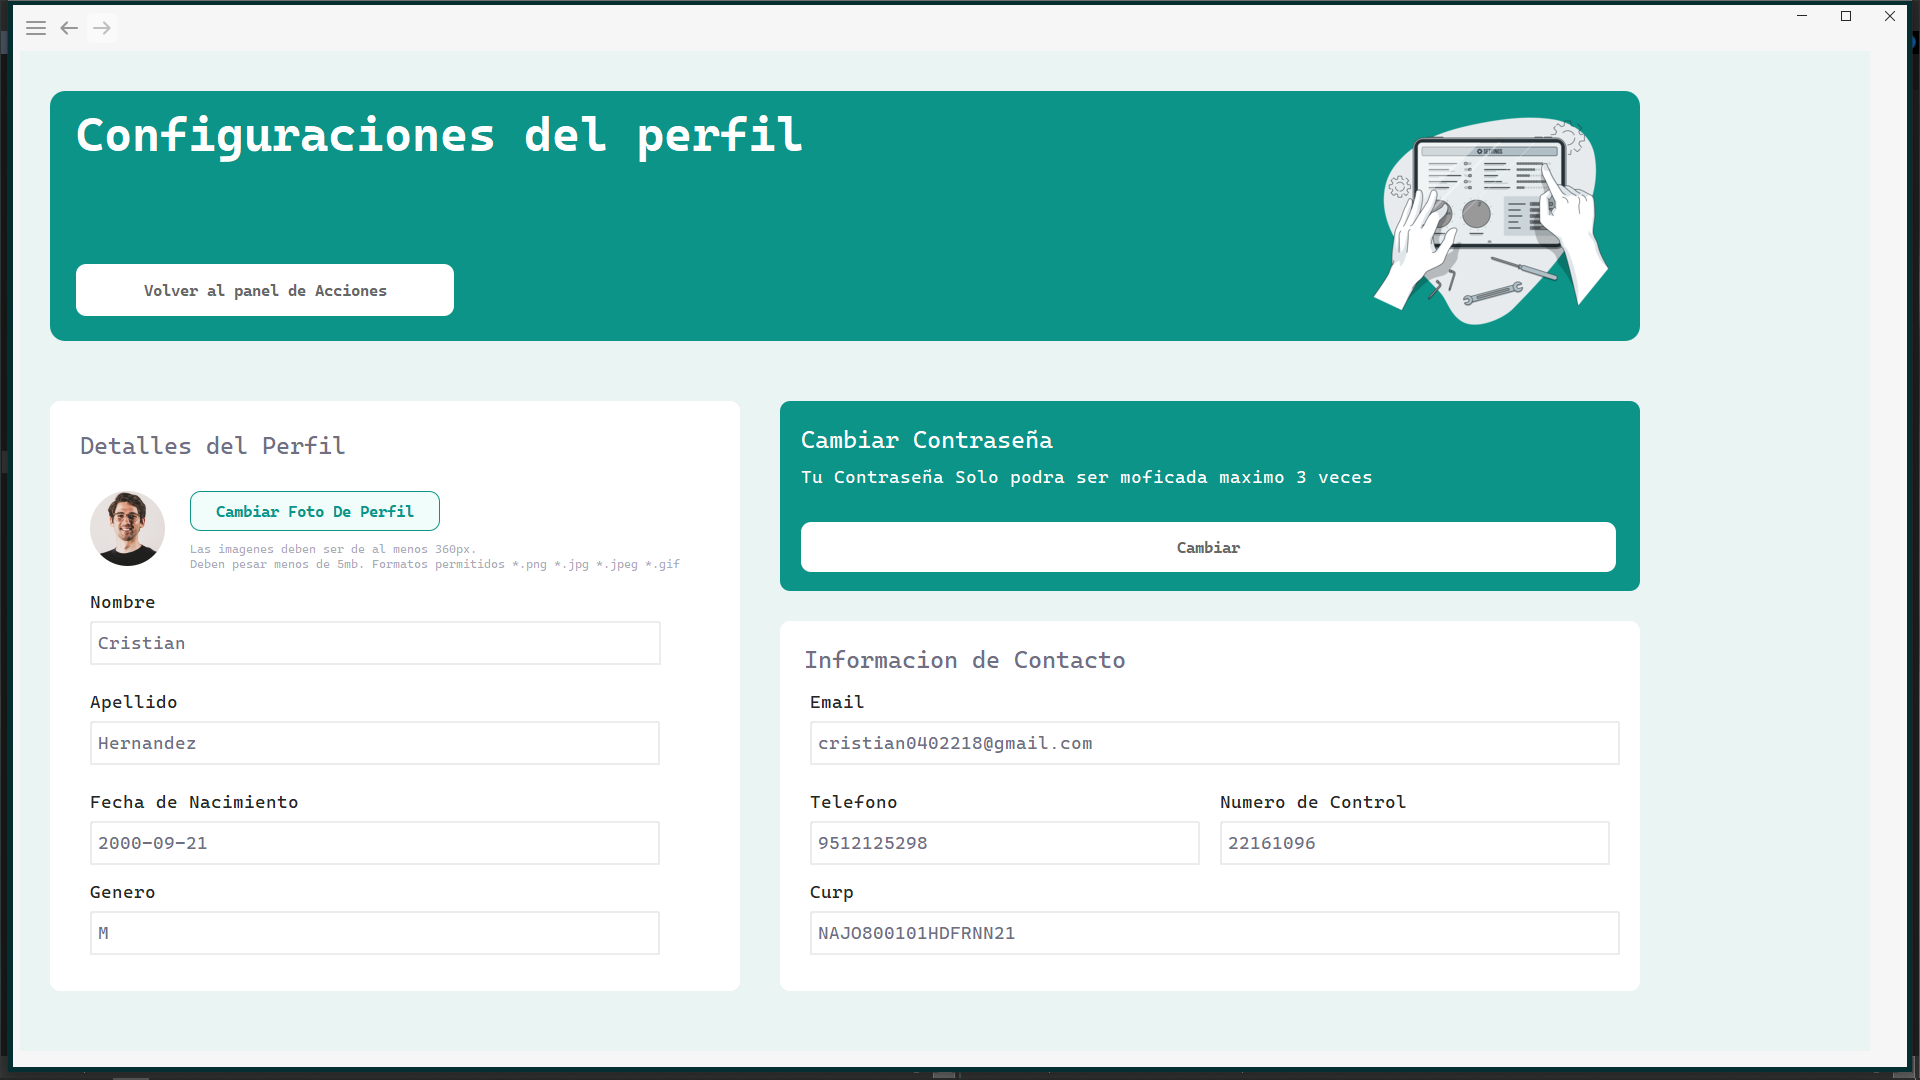 Configuraciones del perfil
SETTINGS
Volver al panel de Acciones
Detalles del Perfil
Cambiar Foto De Perfil
Las imagenes deben ser de al menos 360px.
Deben pesar menos de 5mb. Formatos permitidos *.png *.jpg *.jpeg *.gif
Nombre
Cristian
Apellido
Hernandez
Fecha de Nacimiento
2000-09-21
Genero
M
Cambiar Contraseña
Tu Contraseña Solo podra ser moficada maximo 3 veces
Cambiar
Informacion de Contacto
Email
cristian0402218@gmail.com
Telefono
Numero de Control
9512125298
22161096
Curp
NAJO800101HDFRNN21